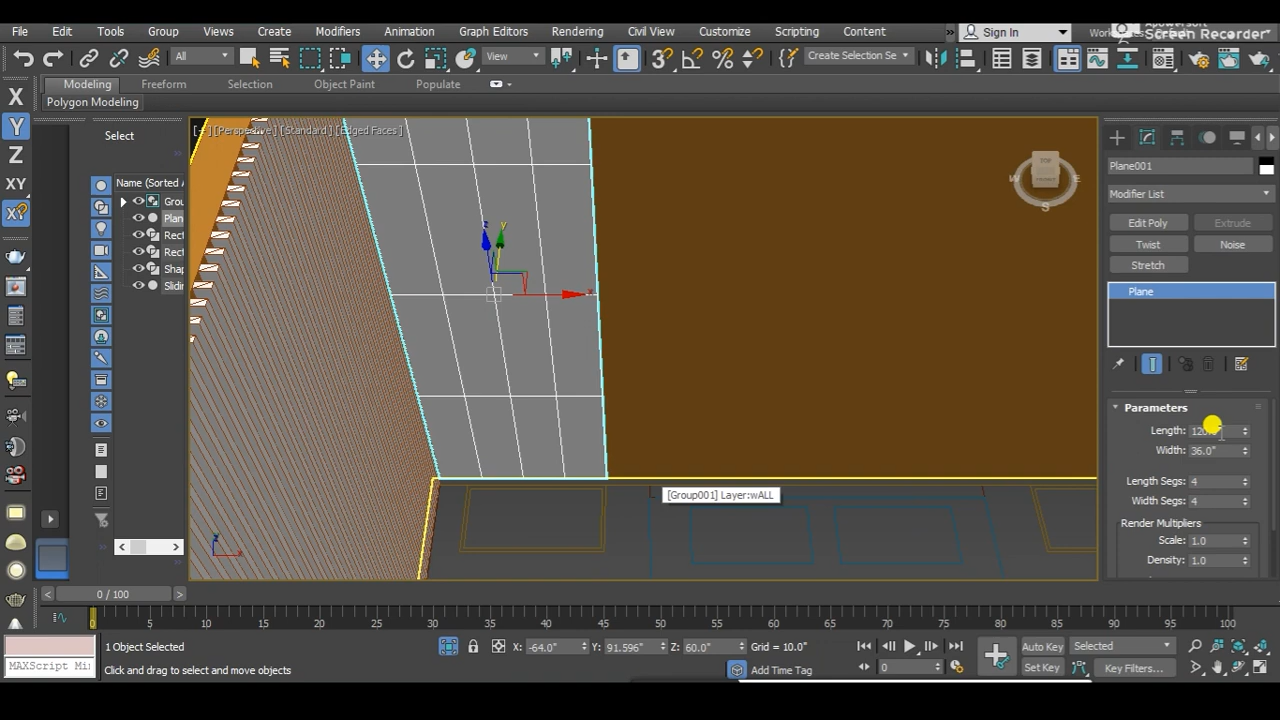 File Edit Tools Group Views Create Modifiers Animation Graph Editors Rendering Civil View Customize Scripting Content » Sign In
Screen Recorder
All View Create Selection Se
Modeling Freeform Selection Object Paint Populate
Polygon Modeling
X
Y
Z
XY
Select
Name (Sorted A
Grou
Plan
Rect
Rect
Shap
Slidin
[+] [Perspective] [Standard] [Edged Faces]
TOP
FRONT
W E
S
z y
x
[Group001] Layer:wALL
Plane001
Modifier List
Edit Poly Extrude
Twist Noise
Stretch
Plane
Parameters
Length:
Width: 36.0"
Length Segs: 4
Width Segs: 4
Render Multipliers
Scale: 1.0
Density: 1.0
< 0 / 100 >
0 5 10 15 20 25 30 35 40 45 50 55 60 65 70 75 80 85 90 95 100
MAXScript Mi
1 Object Selected
Click and drag to select and move objects
X: -64.0" Y: 91.596" Z: 60.0" Grid = 10.0"
Add Time Tag
0
Auto Key Selected
Set Key Key Filters...